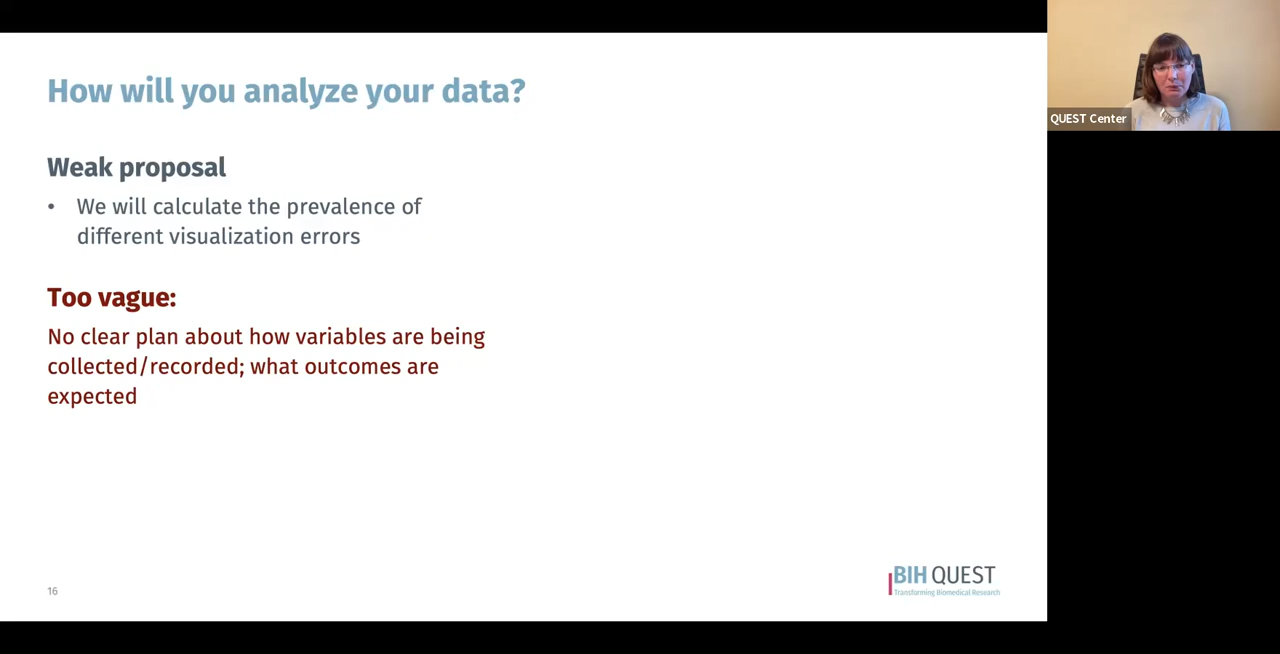 How will you analyze your data?
QUEST Center
Weak proposal
• We will calculate the prevalence of
different visualization errors
Too vague:
No clear plan about how variables are being
collected/recorded; what outcomes are
expected
16
BIH QUEST
Transforming Biomedical Research